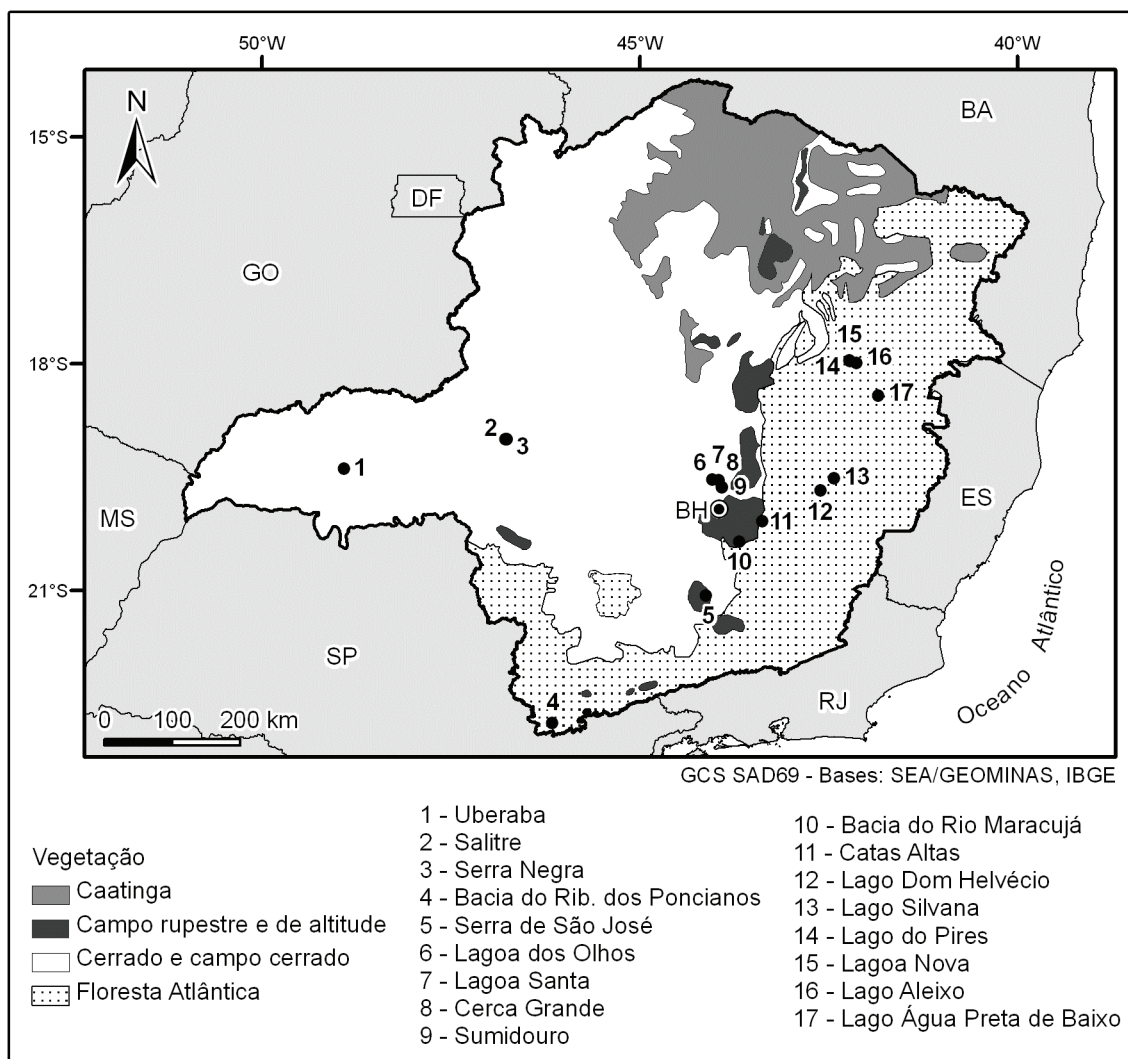 50°W 45°W 40°W
N
BA
15°S
DF
GO
15
18°S
14 16
17
2 3
7
6 8
1
13
9
ES
MS
BH
12
11
10
21°S
5
SP
Oceano Atlântico
RJ
4
0 100 200 km
GCS SAD69 - Bases: SEA/GEOMINAS, IBGE
Vegetação
Caatinga
Campo rupestre e de altitude
Cerrado e campo cerrado
Floresta Atlântica
1 - Uberaba
2 - Salitre
3 - Serra Negra
4 - Bacia do Rib. dos Poncianos
5 - Serra de São José
6 - Lagoa dos Olhos
7 - Lagoa Santa
8 - Cerca Grande
9 - Sumidouro
10 - Bacia do Rio Maracujá
11 - Catas Altas
12 - Lago Dom Helvécio
13 - Lago Silvana
14 - Lago do Pires
15 - Lagoa Nova
16 - Lago Aleixo
17 - Lago Água Preta de Baixo